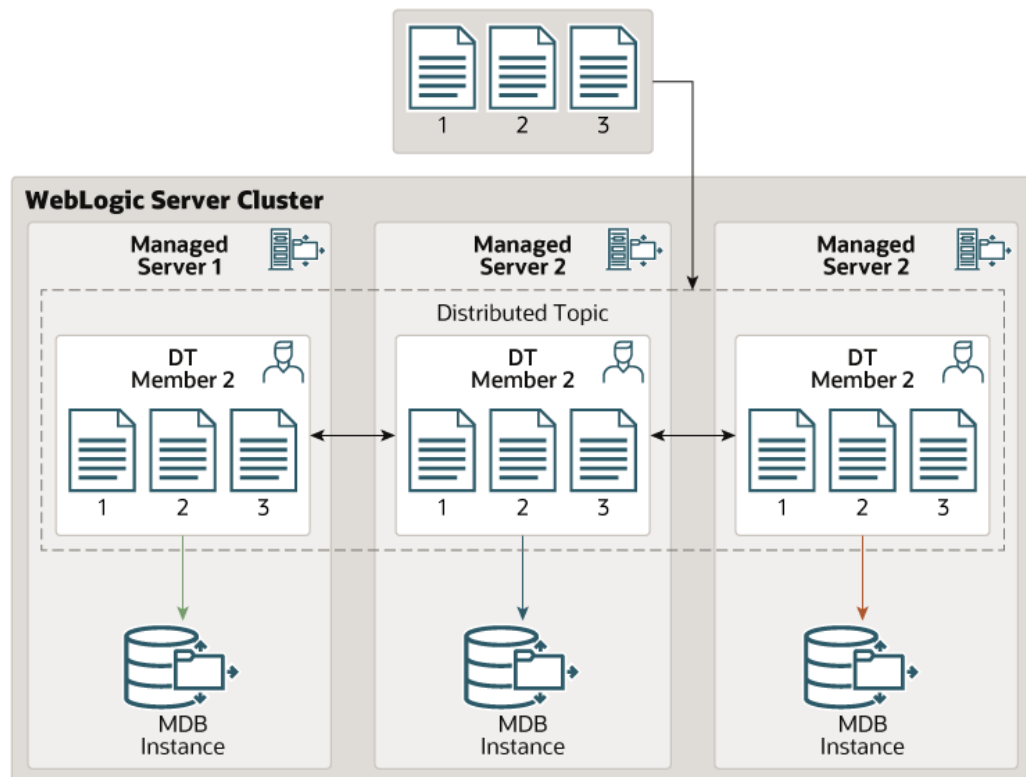 1 2 3
WebLogic Server Cluster
Managed
Server 1
Managed
Server 2
Managed
Server 2
Distributed Topic
DT
Member 2
1 2 3
DT
Member 2
1 2 3
DT
Member 2
1 2 3
MDB
Instance
MDB
Instance
MDB
Instance